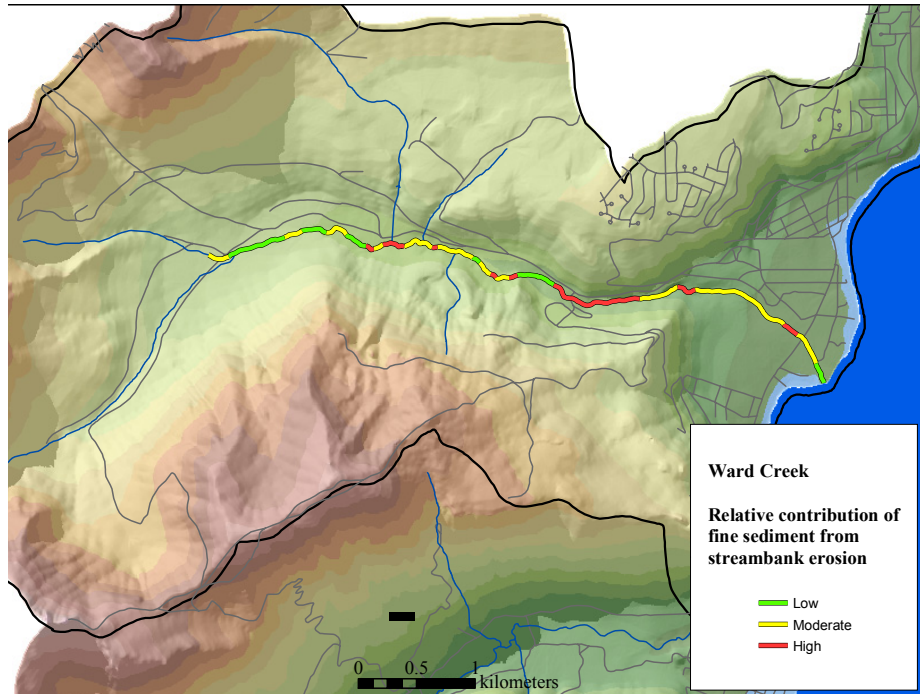 Ward Creek
Relative contribution of
fine sediment from
streambank erosion
Low
Moderate
High
0 0.5 1
kilometers